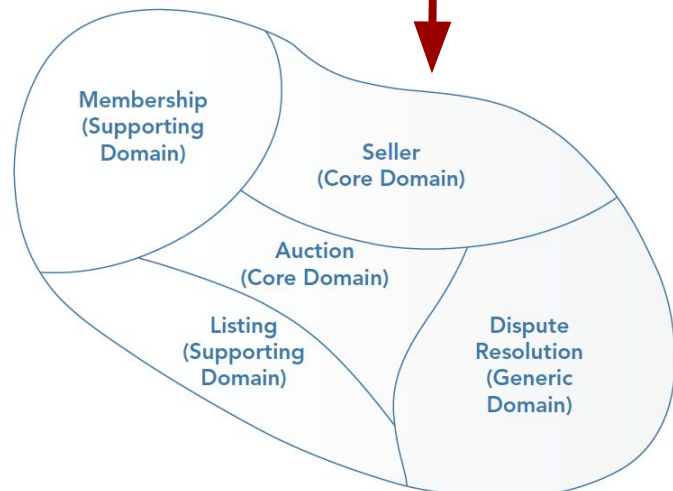 Membership
(Supporting
Domain)
Seller
(Core Domain)
Auction
(Core Domain)
Listing
(Supporting
Domain)
Dispute
Resolution
(Generic
Domain)